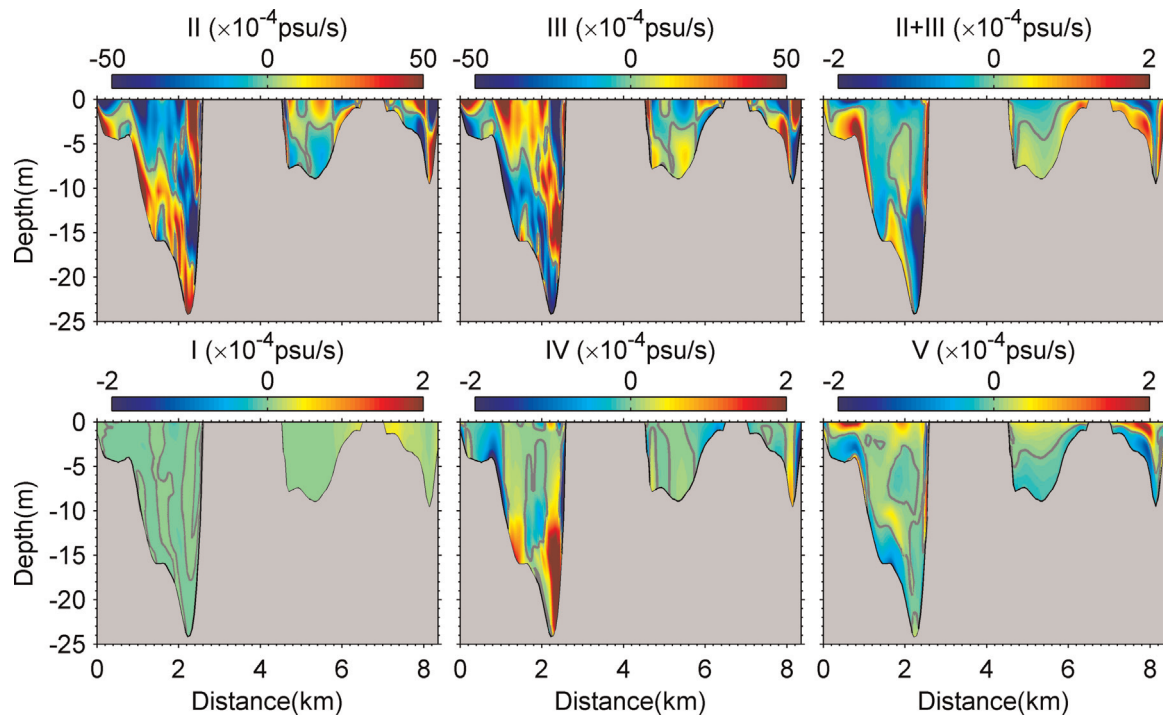 II (×10-4psu/s) III (×10-4psu/s) II+III (×10-4psu/s)
-50 0 50 -50 0 50 -2 0 2
0
-5
-10
-15
-20
-25
Depth(m)
I (×10-4psu/s) IV (×10-4psu/s) V (×10-4psu/s)
-2 0 2 -2 0 2 -2 0 2
0
-5
-10
-15
-20
-25
Depth(m)
0 2 4 6 8 0 2 4 6 8 0 2 4 6 8
Distance(km) Distance(km) Distance(km)